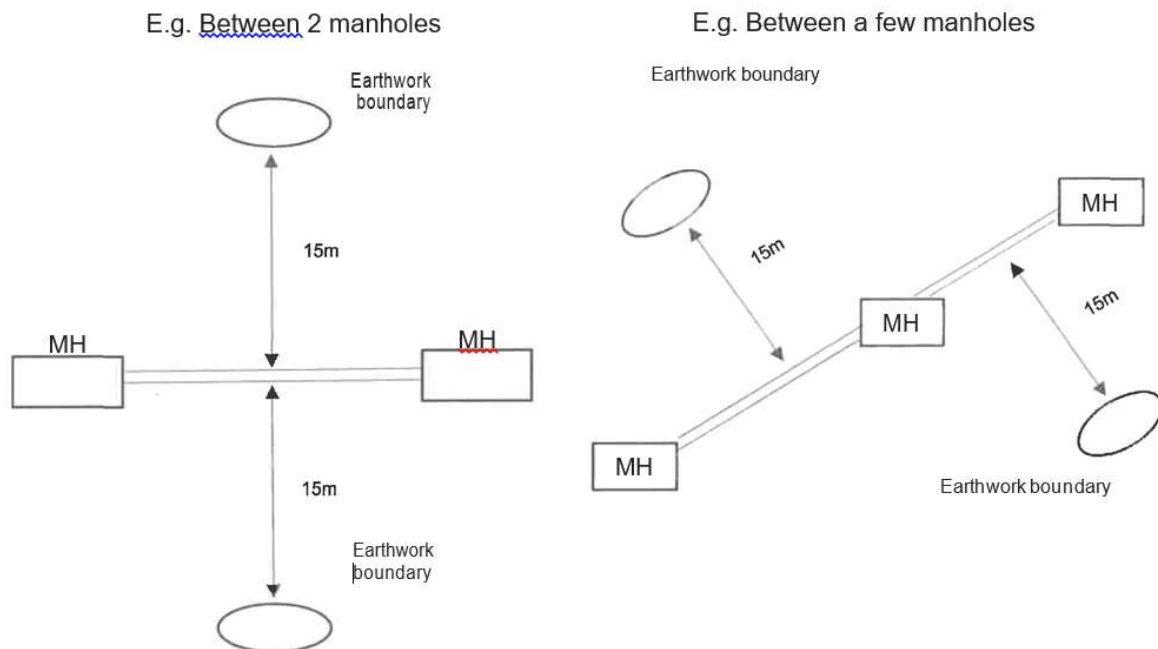 E.g. Between 2 manholes
Earthwork
boundary
15m
MH
MH
15m
Earthwork
boundary
E.g. Between a few manholes
Earthwork boundary
MH
15m
MH
15m
MH
Earthwork boundary